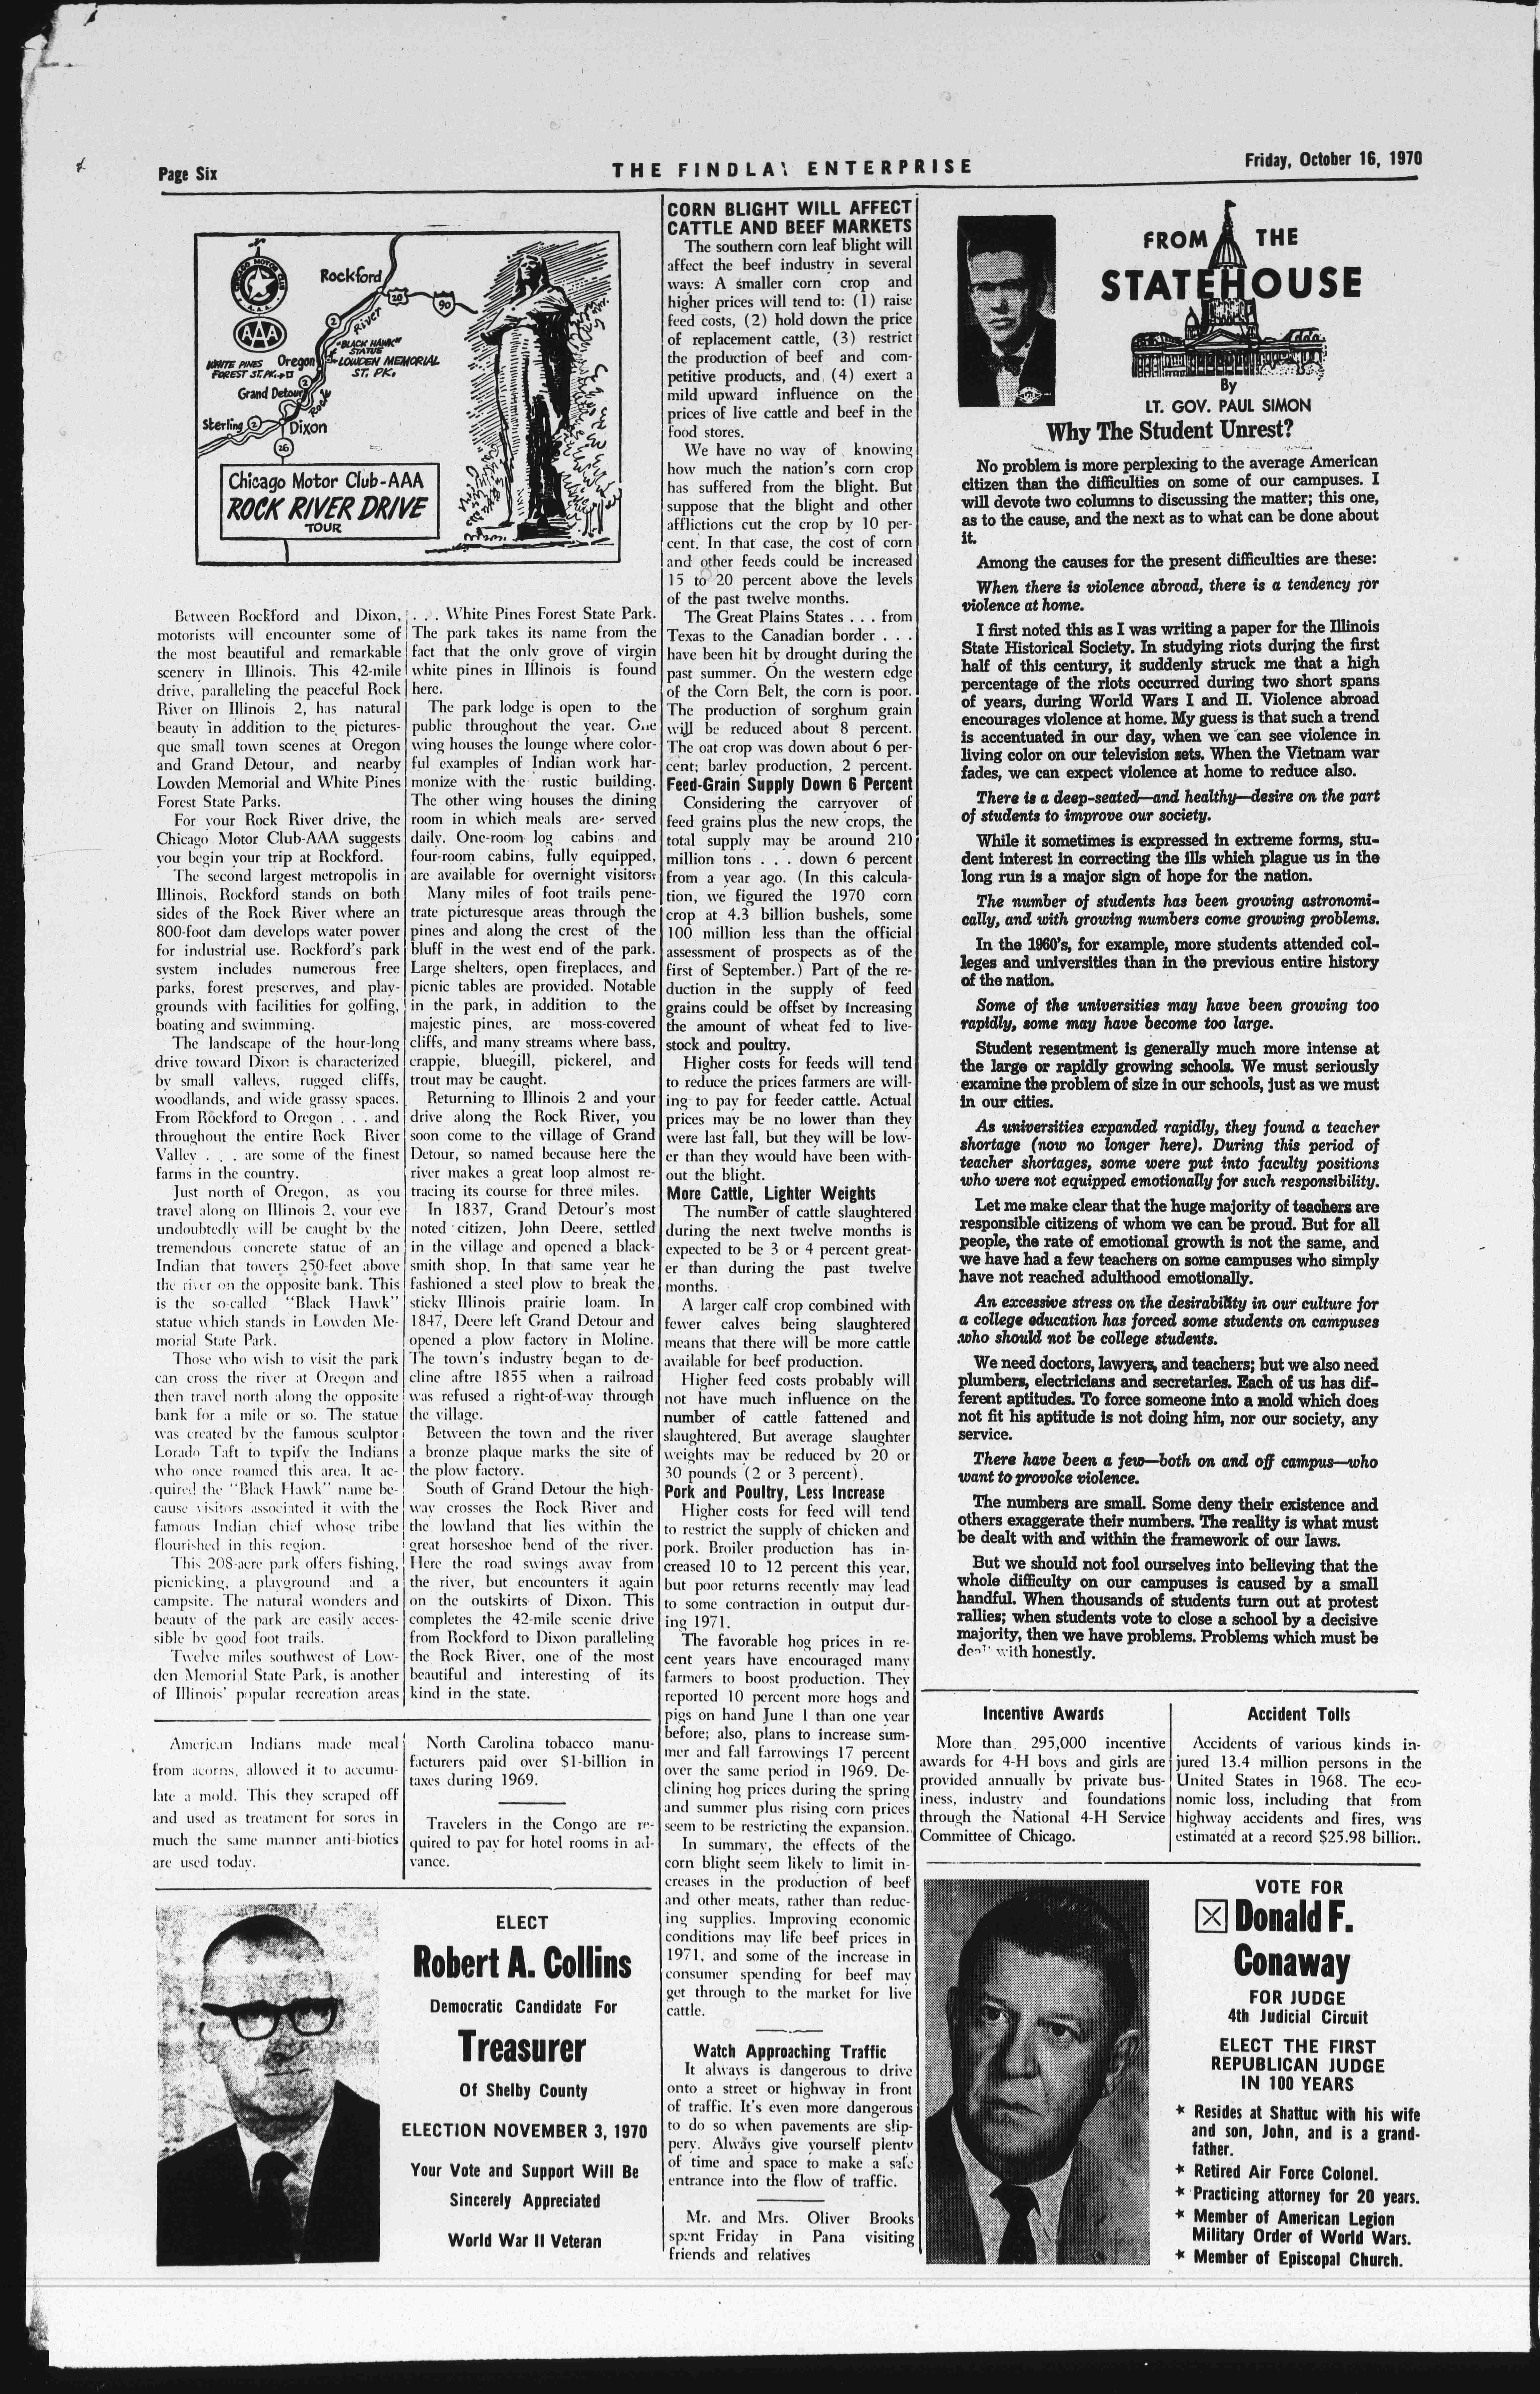 Page Six
THE FINDLAY ENTERPRISE
Friday, October 16, 1970
CHICAGO MOTOR CLUB
A.A.A.
AAA
Rockford
20
90
2
River
"BLACK HAWK"
STATUE
LOWDEN MEMORIAL
ST. PK.
WHITE PINES
FOREST ST. PK.
Oregon
2
Grand Detour
Rock
Sterling
2
Dixon
26
Chicago Motor Club-AAA
ROCK RIVER DRIVE
TOUR
Between Rockford and Dixon,
motorists will encounter some of
the most beautiful and remarkable
scenery in Illinois. This 42-mile
drive, paralleling the peaceful Rock
River on Illinois 2, has natural
beauty in addition to the pictures-
que small town scenes at Oregon
and Grand Detour, and nearby
Lowden Memorial and White Pines
Forest State Parks.
For your Rock River drive, the
Chicago Motor Club-AAA suggests
you begin your trip at Rockford.
The second largest metropolis in
Illinois, Rockford stands on both
sides of the Rock River where an
800-foot dam develops water power
for industrial use. Rockford's park
system includes numerous free
parks, forest preserves, and play-
grounds with facilities for golfing,
boating and swimming.
The landscape of the hour-long
drive toward Dixon is characterized
by small valleys, rugged cliffs,
woodlands, and wide grassy spaces.
From Rockford to Oregon . . . and
throughout the entire Rock River
Valley . . . are some of the finest
farms in the country.
Just north of Oregon, as you
travel along on Illinois 2, your eye
undoubtedly will be caught by the
tremendous concrete statue of an
Indian that towers 250-feet above
the river on the opposite bank. This
is the so-called "Black Hawk"
statue which stands in Lowden Me-
morial State Park.
Those who wish to visit the park
can cross the river at Oregon and
then travel north along the opposite
bank for a mile or so. The statue
was created by the famous sculptor
Lorado Taft to typify the Indians
who once roamed this area. It ac-
quired the "Black Hawk" name be-
cause visitors associated it with the
famous Indian chief whose tribe
flourished in this region.
This 208-acre park offers fishing,
picnicking, a playground and a
campsite. The natural wonders and
beauty of the park are easily acces-
sible by good foot trails.
Twelve miles southwest of Low-
den Memorial State Park, is another
of Illinois' popular recreation areas
. . . White Pines Forest State Park.
The park takes its name from the
fact that the only grove of virgin
white pines in Illinois is found
here.
The park lodge is open to the
public throughout the year. One
wing houses the lounge where color-
ful examples of Indian work har-
monize with the rustic building.
The other wing houses the dining
room in which meals are served
daily. One-room log cabins and
four-room cabins, fully equipped,
are available for overnight visitors.
Many miles of foot trails pene-
trate picturesque areas through the
pines and along the crest of the
bluff in the west end of the park.
Large shelters, open fireplaces, and
picnic tables are provided. Notable
in the park, in addition to the
majestic pines, are moss-covered
cliffs, and many streams where bass,
crappie, bluegill, pickerel, and
trout may be caught.
Returning to Illinois 2 and your
drive along the Rock River, you
soon come to the village of Grand
Detour, so named because here the
river makes a great loop almost re-
tracing its course for three miles.
In 1837, Grand Detour's most
noted citizen, John Deere, settled
in the village and opened a black-
smith shop. In that same year he
fashioned a steel plow to break the
sticky Illinois prairie loam. In
1847, Deere left Grand Detour and
opened a plow factory in Moline.
The town's industry began to de-
cline aftre 1855 when a railroad
was refused a right-of-way through
the village.
Between the town and the river
a bronze plaque marks the site of
the plow factory.
South of Grand Detour the high-
way crosses the Rock River and
the lowland that lies within the
great horseshoe bend of the river.
Here the road swings away from
the river, but encounters it again
on the outskirts of Dixon. This
completes the 42-mile scenic drive
from Rockford to Dixon paralleling
the Rock River, one of the most
beautiful and interesting of its
kind in the state.
American Indians made meal
from acorns, allowed it to accumu-
late a mold. This they scraped off
and used as treatment for sores in
much the same manner anti-biotics
are used today.
North Carolina tobacco manu-
facturers paid over $1-billion in
taxes during 1969.
Travelers in the Congo are re-
quired to pay for hotel rooms in ad-
vance.
ELECT
Robert A. Collins
Democratic Candidate For
Treasurer
Of Shelby County
ELECTION NOVEMBER 3, 1970
Your Vote and Support Will Be
Sincerely Appreciated
World War II Veteran
CORN BLIGHT WILL AFFECT
CATTLE AND BEEF MARKETS
The southern corn leaf blight will
affect the beef industry in several
ways: A smaller corn crop and
higher prices will tend to: (1) raise
feed costs, (2) hold down the price
of replacement cattle, (3) restrict
the production of beef and com-
petitive products, and (4) exert a
mild upward influence on the
prices of live cattle and beef in the
food stores.
We have no way of knowing
how much the nation's corn crop
has suffered from the blight. But
suppose that the blight and other
afflictions cut the crop by 10 per-
cent. In that case, the cost of corn
and other feeds could be increased
15 to 20 percent above the levels
of the past twelve months.
The Great Plains States . . . from
Texas to the Canadian border . . .
have been hit by drought during the
past summer. On the western edge
of the Corn Belt, the corn is poor.
The production of sorghum grain
will be reduced about 8 percent.
The oat crop was down about 6 per-
cent; barley production, 2 percent.
Feed-Grain Supply Down 6 Percent
Considering the carryover of
feed grains plus the new crops, the
total supply may be around 210
million tons . . . down 6 percent
from a year ago. (In this calcula-
tion, we figured the 1970 corn
crop at 4.3 billion bushels, some
100 million less than the official
assessment of prospects as of the
first of September.) Part of the re-
duction in the supply of feed
grains could be offset by increasing
the amount of wheat fed to live-
stock and poultry.
Higher costs for feeds will tend
to reduce the prices farmers are will-
ing to pay for feeder cattle. Actual
prices may be no lower than they
were last fall, but they will be low-
er than they would have been with-
out the blight.
More Cattle, Lighter Weights
The number of cattle slaughtered
during the next twelve months is
expected to be 3 or 4 percent great-
er than during the past twelve
months.
A larger calf crop combined with
fewer calves being slaughtered
means that there will be more cattle
available for beef production.
Higher feed costs probably will
not have much influence on the
number of cattle fattened and
slaughtered. But average slaughter
weights may be reduced by 20 or
30 pounds (2 or 3 percent).
Pork and Poultry, Less Increase
Higher costs for feed will tend
to restrict the supply of chicken and
pork. Broiler production has in-
creased 10 to 12 percent this year,
but poor returns recently may lead
to some contraction in output dur-
ing 1971.
The favorable hog prices in re-
cent years have encouraged many
farmers to boost production. They
reported 10 percent more hogs and
pigs on hand June 1 than one year
before; also, plans to increase sum-
mer and fall farrowings 17 percent
over the same period in 1969. De-
clining hog prices during the spring
and summer plus rising corn prices
seem to be restricting the expansion.
In summary, the effects of the
corn blight seem likely to limit in-
creases in the production of beef
and other meats, rather than reduc-
ing supplies. Improving economic
conditions may life beef prices in
1971, and some of the increase in
consumer spending for beef may
get through to the market for live
cattle.
Watch Approaching Traffic
It always is dangerous to drive
onto a street or highway in front
of traffic. It's even more dangerous
to do so when pavements are slip-
pery. Always give yourself plenty
of time and space to make a safe
entrance into the flow of traffic.
Mr. and Mrs. Oliver Brooks
spent Friday in Pana visiting
friends and relatives
FROM THE
STATEHOUSE
By
LT. GOV. PAUL SIMON
Why The Student Unrest?
No problem is more perplexing to the average American
citizen than the difficulties on some of our campuses. I
will devote two columns to discussing the matter; this one,
as to the cause, and the next as to what can be done about
it.
Among the causes for the present difficulties are these:
When there is violence abroad, there is a tendency for
violence at home.
I first noted this as I was writing a paper for the Illinois
State Historical Society. In studying riots during the first
half of this century, it suddenly struck me that a high
percentage of the riots occurred during two short spans
of years, during World Wars I and II. Violence abroad
encourages violence at home. My guess is that such a trend
is accentuated in our day, when we can see violence in
living color on our television sets. When the Vietnam war
fades, we can expect violence at home to reduce also.
There is a deep-seated—and healthy—desire on the part
of students to improve our society.
While it sometimes is expressed in extreme forms, stu-
dent interest in correcting the ills which plague us in the
long run is a major sign of hope for the nation.
The number of students has been growing astronomi-
cally, and with growing numbers come growing problems.
In the 1960's, for example, more students attended col-
leges and universities than in the previous entire history
of the nation.
Some of the universities may have been growing too
rapidly, some may have become too large.
Student resentment is generally much more intense at
the large or rapidly growing schools. We must seriously
examine the problem of size in our schools, just as we must
in our cities.
As universities expanded rapidly, they found a teacher
shortage (now no longer here). During this period of
teacher shortages, some were put into faculty positions
who were not equipped emotionally for such responsibility.
Let me make clear that the huge majority of teachers are
responsible citizens of whom we can be proud. But for all
people, the rate of emotional growth is not the same, and
we have had a few teachers on some campuses who simply
have not reached adulthood emotionally.
An excessive stress on the desirability in our culture for
a college education has forced some students on campuses
who should not be college students.
We need doctors, lawyers, and teachers; but we also need
plumbers, electricians and secretaries. Each of us has dif-
ferent aptitudes. To force someone into a mold which does
not fit his aptitude is not doing him, nor our society, any
service.
There have been a few—both on and off campus—who
want to provoke violence.
The numbers are small. Some deny their existence and
others exaggerate their numbers. The reality is what must
be dealt with and within the framework of our laws.
But we should not fool ourselves into believing that the
whole difficulty on our campuses is caused by a small
handful. When thousands of students turn out at protest
rallies; when students vote to close a school by a decisive
majority, then we have problems. Problems which must be
dealt with honestly.
Incentive Awards
More than 295,000 incentive
awards for 4-H boys and girls are
provided annually by private bus-
iness, industry and foundations
through the National 4-H Service
Committee of Chicago.
Accident Tolls
Accidents of various kinds in-
jured 13.4 million persons in the
United States in 1968. The eco-
nomic loss, including that from
highway accidents and fires, was
estimated at a record $25.98 billion.
VOTE FOR
Donald F.
Conaway
FOR JUDGE
4th Judicial Circuit
ELECT THE FIRST
REPUBLICAN JUDGE
IN 100 YEARS
* Resides at Shattuc with his wife
and son, John, and is a grand-
father.
* Retired Air Force Colonel.
* Practicing attorney for 20 years.
* Member of American Legion
Military Order of World Wars.
* Member of Episcopal Church.